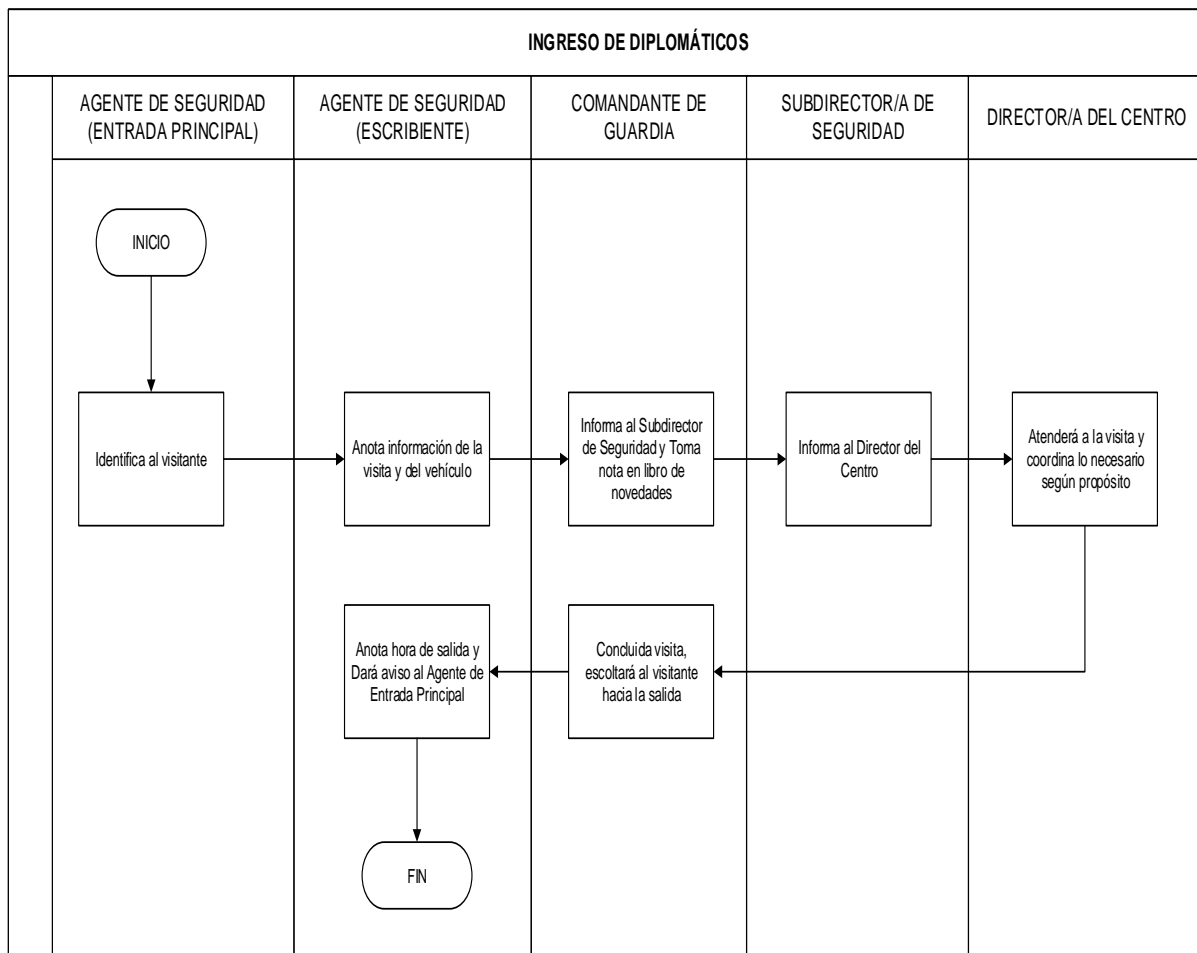 INGRESO DE DIPLOMÁTICOS
AGENTE DE SEGURIDAD
(ENTRADA PRINCIPAL)
AGENTE DE SEGURIDAD
(ESCRIBIENTE)
COMANDANTE DE
GUARDIA
SUBDIRECTOR/A DE
SEGURIDAD
DIRECTOR/A DEL CENTRO
INICIO
Identifica al visitante
Anota información de la
visita y del vehículo
Informa al Subdirector
de Seguridad y Toma
nota en libro de
novedades
Informa al Director del
Centro
Atenderá a la visita y
coordina lo necesario
según propósito
Concluida visita,
escoltará al visitante
hacia la salida
Anota hora de salida y
Dará aviso al Agente de
Entrada Principal
FIN